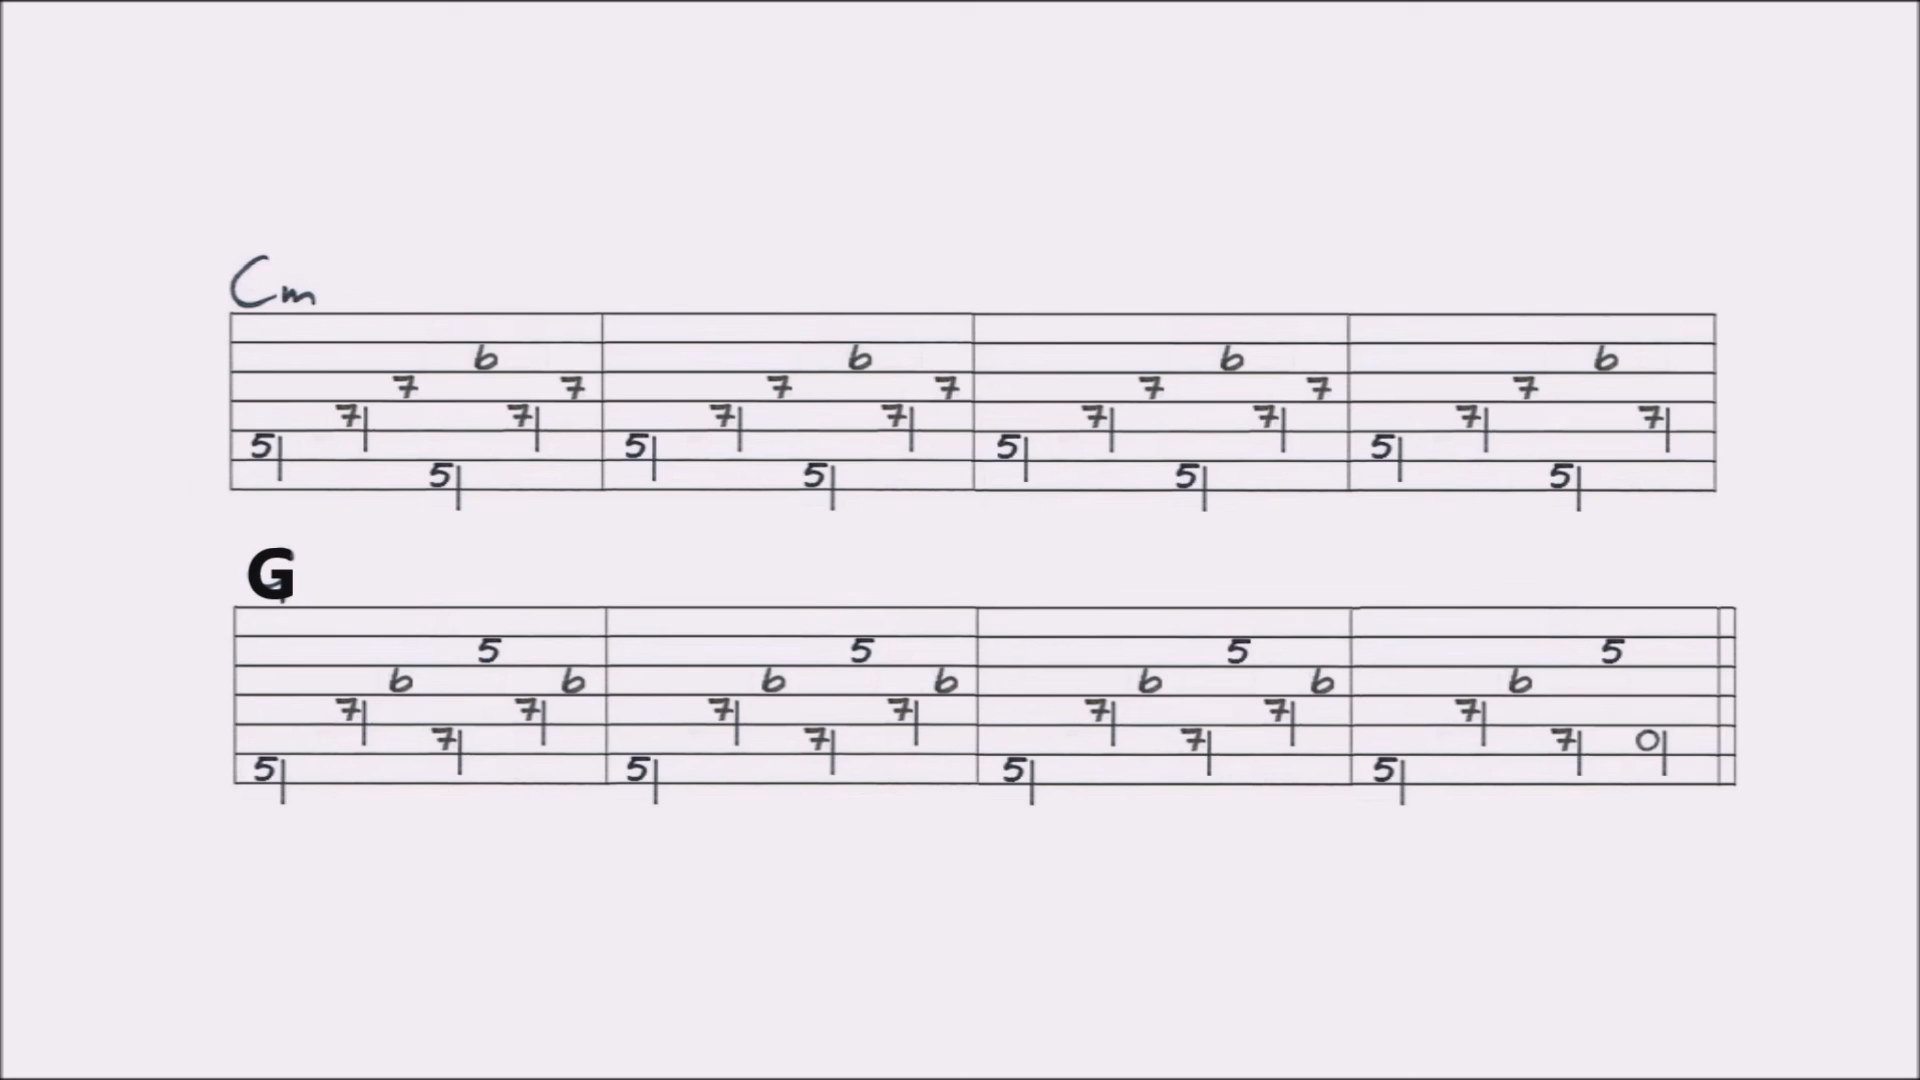 Cm
6 6 6 6
7 7 7 7 7 7 7
7 7 7 7 7 7 7 7
5 5 5 5
5 5 5 5
G
5 5 5 5
6 6 6 6 6 6 6
7 7 7 7 7 7 7
7 7 7 7 0
5 5 5 5